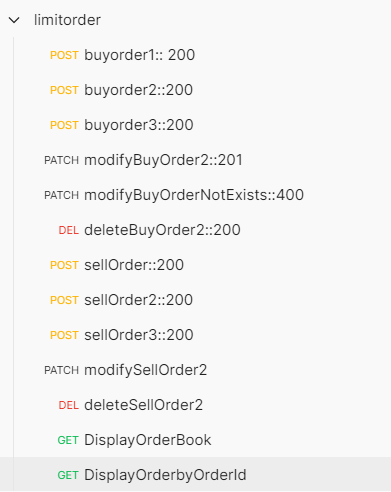 limitorder
POST buyorder1:: 200
POST buyorder2::200
POST buyorder3::200
PATCH modifyBuyOrder2::201
PATCH modifyBuyOrderNotExists::400
DEL deleteBuyOrder2::200
POST sellOrder::200
POST sellOrder2::200
POST sellOrder3::200
PATCH modifySellOrder2
DEL deleteSellOrder2
GET DisplayOrderBook
GET DisplayOrderbyOrderId